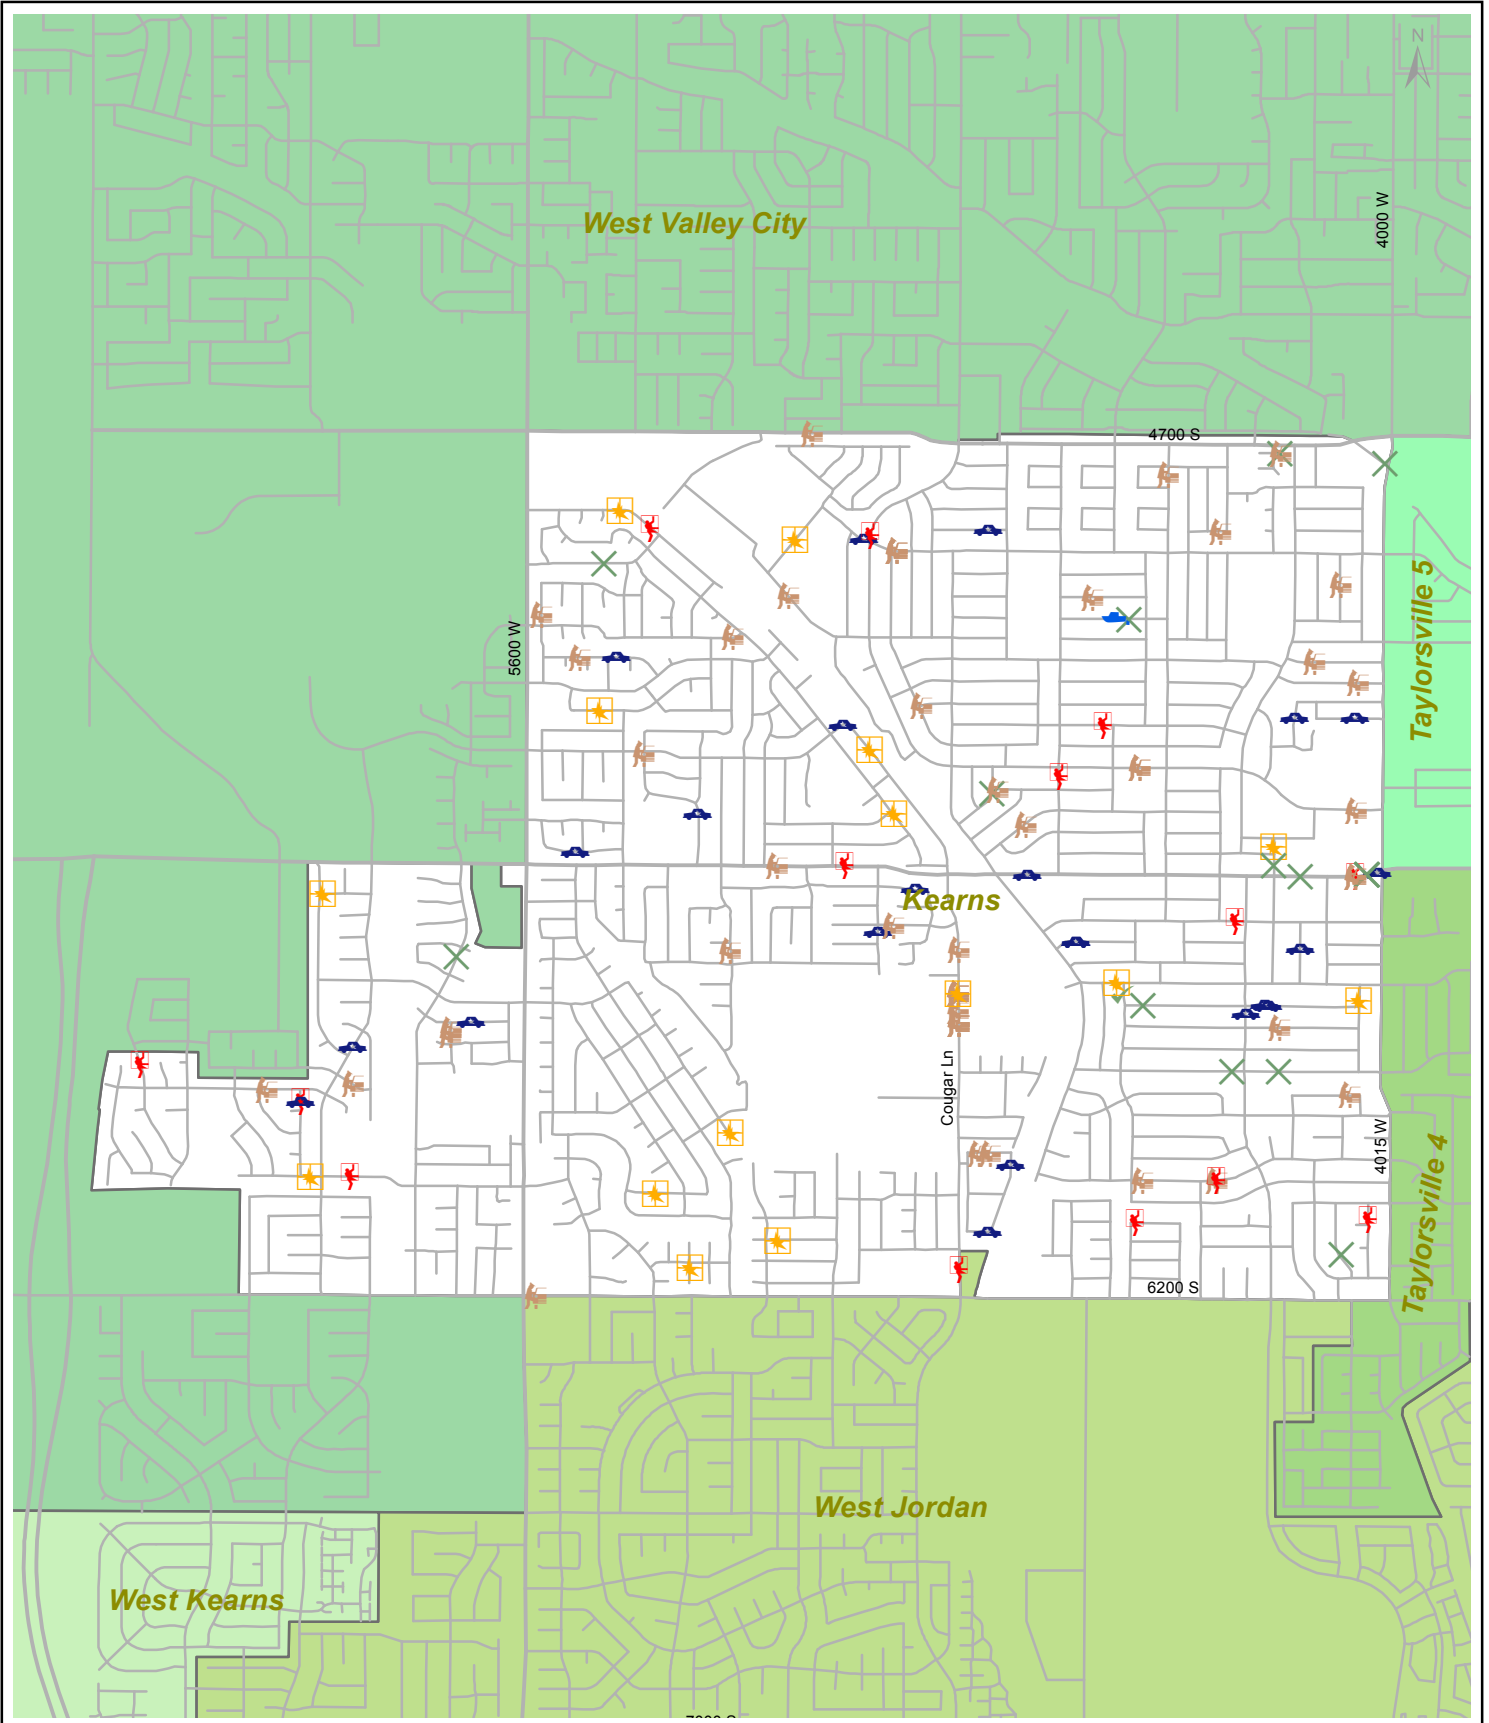 N
West Valley City
4000 W
4700 S
Taylorsville 5
5600 W
Kearns
Cougar Ln
4015 W
Taylorsville 4
6200 S
West Jordan
West Kearns